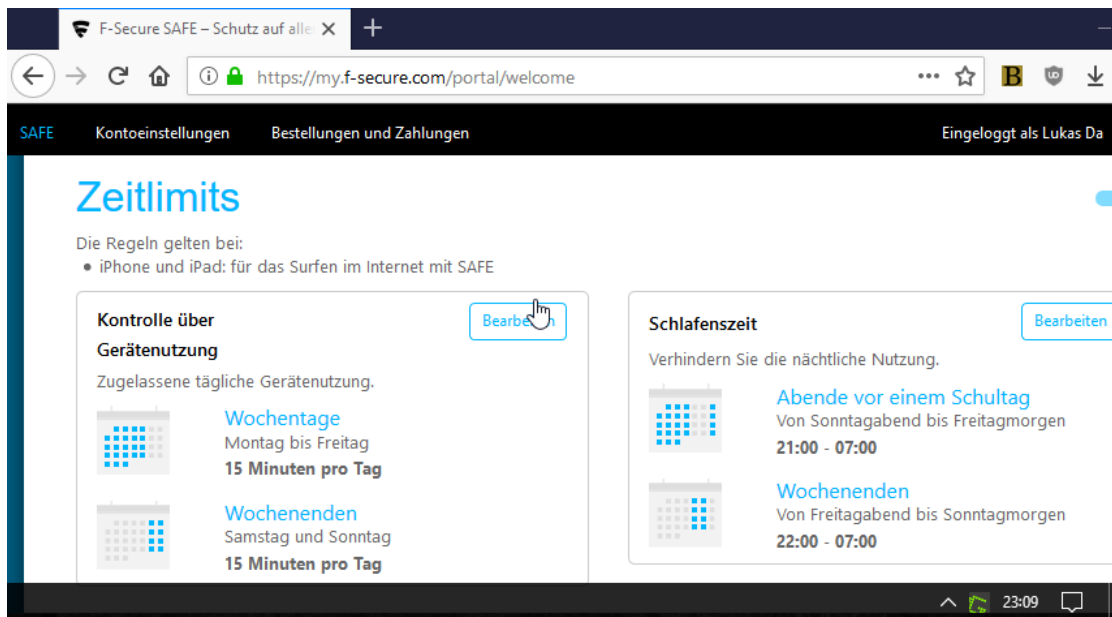 F-Secure SAFE – Schutz auf alle
https://my.f-secure.com/portal/welcome
SAFE Kontoeinstellungen Bestellungen und Zahlungen Eingeloggt als Lukas Da
Zeitlimits
Die Regeln gelten bei:
• iPhone und iPad: für das Surfen im Internet mit SAFE
Kontrolle über
Gerätenutzung
Zugelassene tägliche Gerätenutzung.
Wochentage
Montag bis Freitag
15 Minuten pro Tag
Wochenenden
Samstag und Sonntag
15 Minuten pro Tag
Schlafenszeit
Bearbeiten
Verhindern Sie die nächtliche Nutzung.
Abende vor einem Schultag
Von Sonntagabend bis Freitagmorgen
21:00 - 07:00
Wochenenden
Von Freitagabend bis Sonntagmorgen
22:00 - 07:00
23:09